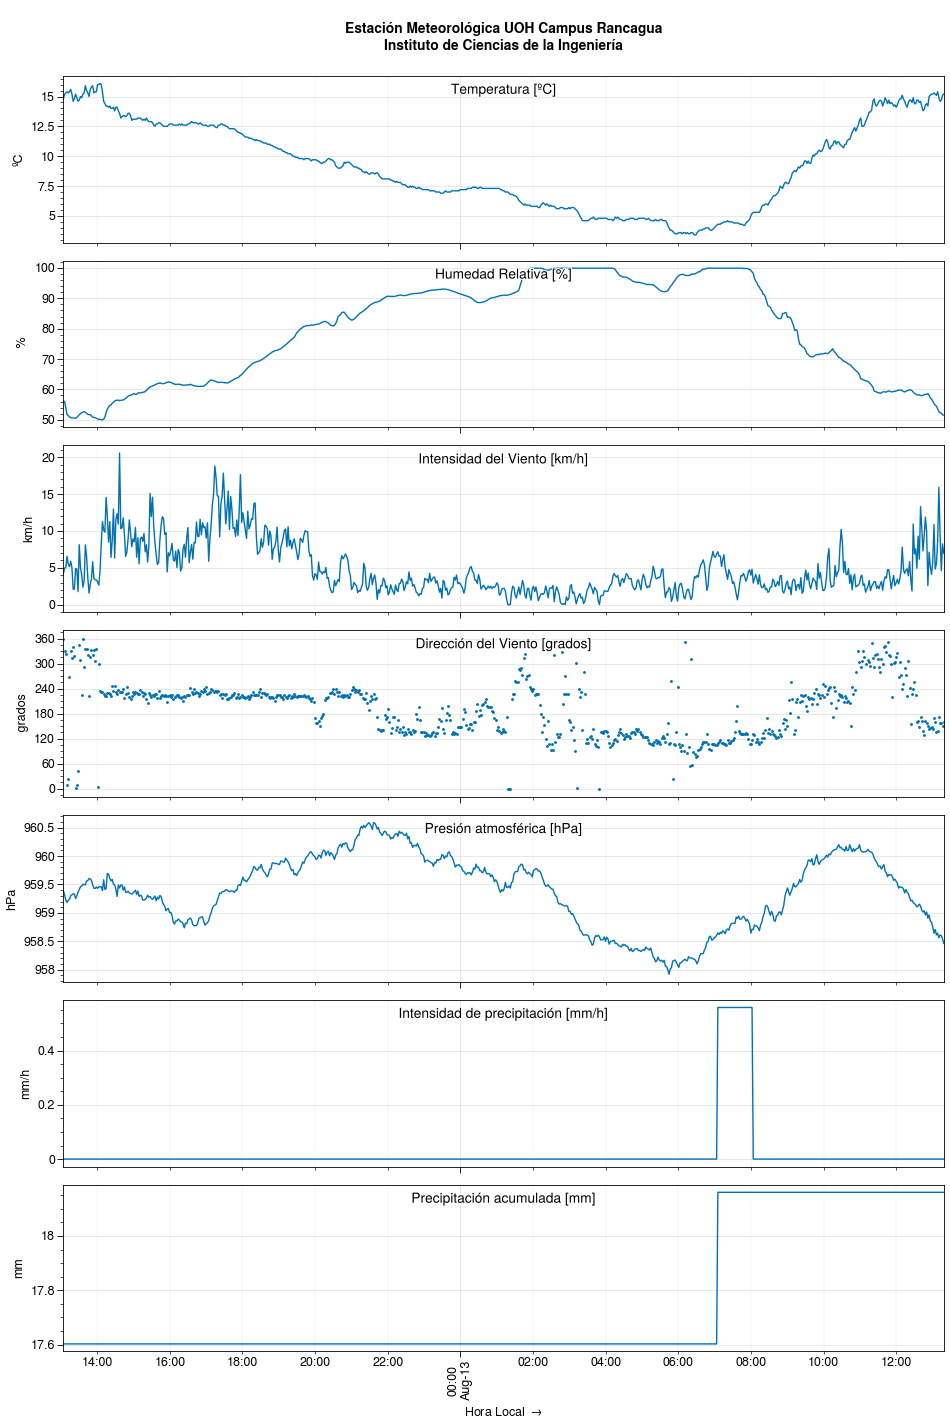 Estación Meteorológica UOH Campus Rancagua
Instituto de Ciencias de la Ingeniería
Temperatura [ºC]
ºC
15
12.5
10
7.5
5
Humedad Relativa [%]
%
100
90
80
70
60
50
Intensidad del Viento [km/h]
km/h
20
15
10
5
0
Dirección del Viento [grados]
grados
360
300
240
180
120
60
0
Presión atmosférica [hPa]
hPa
960.5
960
959.5
959
958.5
958
Intensidad de precipitación [mm/h]
mm/h
0.4
0.2
0
Precipitación acumulada [mm]
mm
18
17.8
17.6
14:00 16:00 18:00 20:00 22:00 00:00 02:00 04:00 06:00 08:00 10:00 12:00
Aug-13
Hora Local →